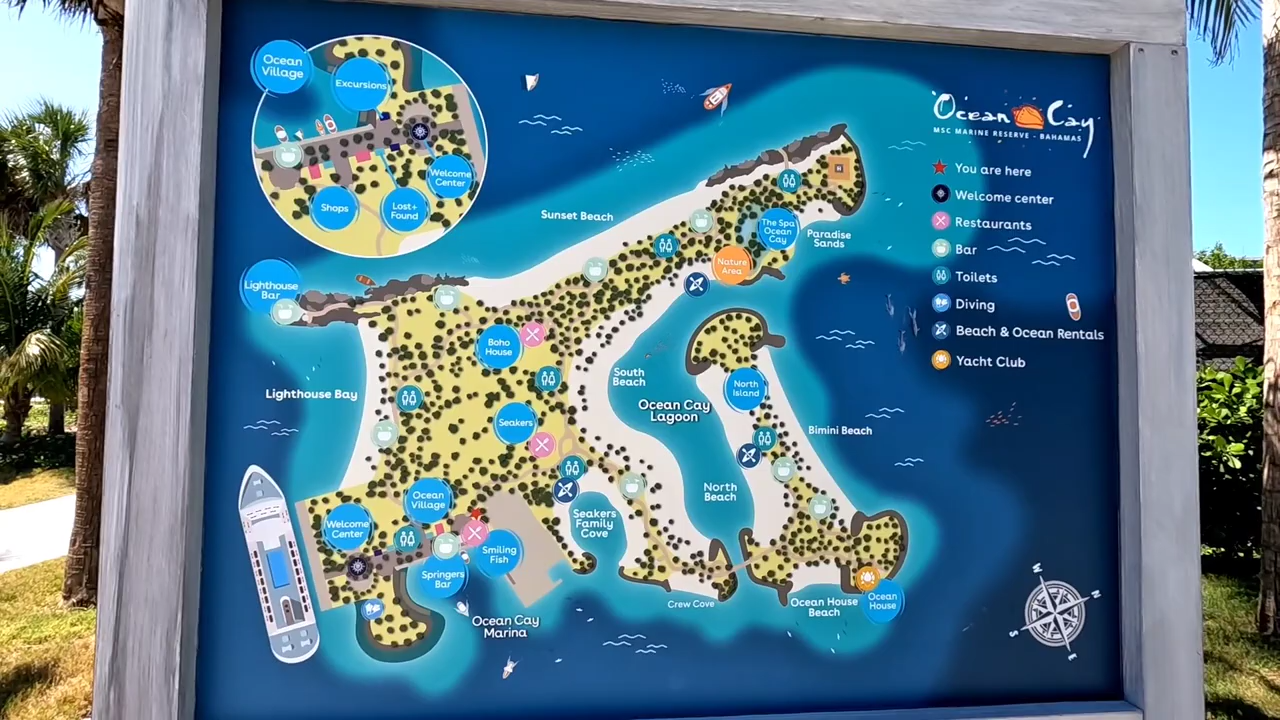 Ocean
Village
Excursions
Welcome
Center
Shops
Lost+
Found
Ocean Cay
MSC MARINE RESERVE - BAHAMAS
You are here
Welcome center
Restaurants
Bar
Toilets
Diving
Beach & Ocean Rentals
Yacht Club
Sunset Beach
The Spa
Ocean
Cay
Paradise
Sands
Nature
Area
Lighthouse
Bar
Boho
House
South
Beach
Ocean Cay
Lagoon
North
Island
Lighthouse Bay
Seakers
Bimini Beach
North
Beach
Ocean
Village
Welcome
Center
Seakers
Family
Cove
Smiling
Fish
Springers
Bar
Ocean Cay
Marina
Crew Cove
Ocean House
Beach
Ocean
House
W
N
S
E